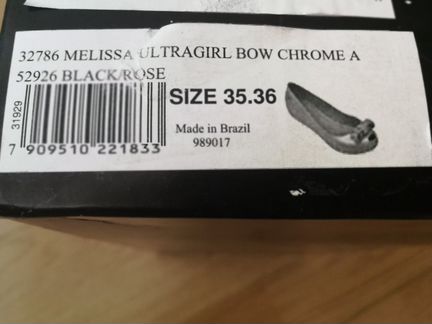 32786 MELISSA ULTRAGIRL BOW CHROME A
52926 BLACK/ROSE
SIZE 35.36
31929
Made in Brazil
989017
7 909510 221833